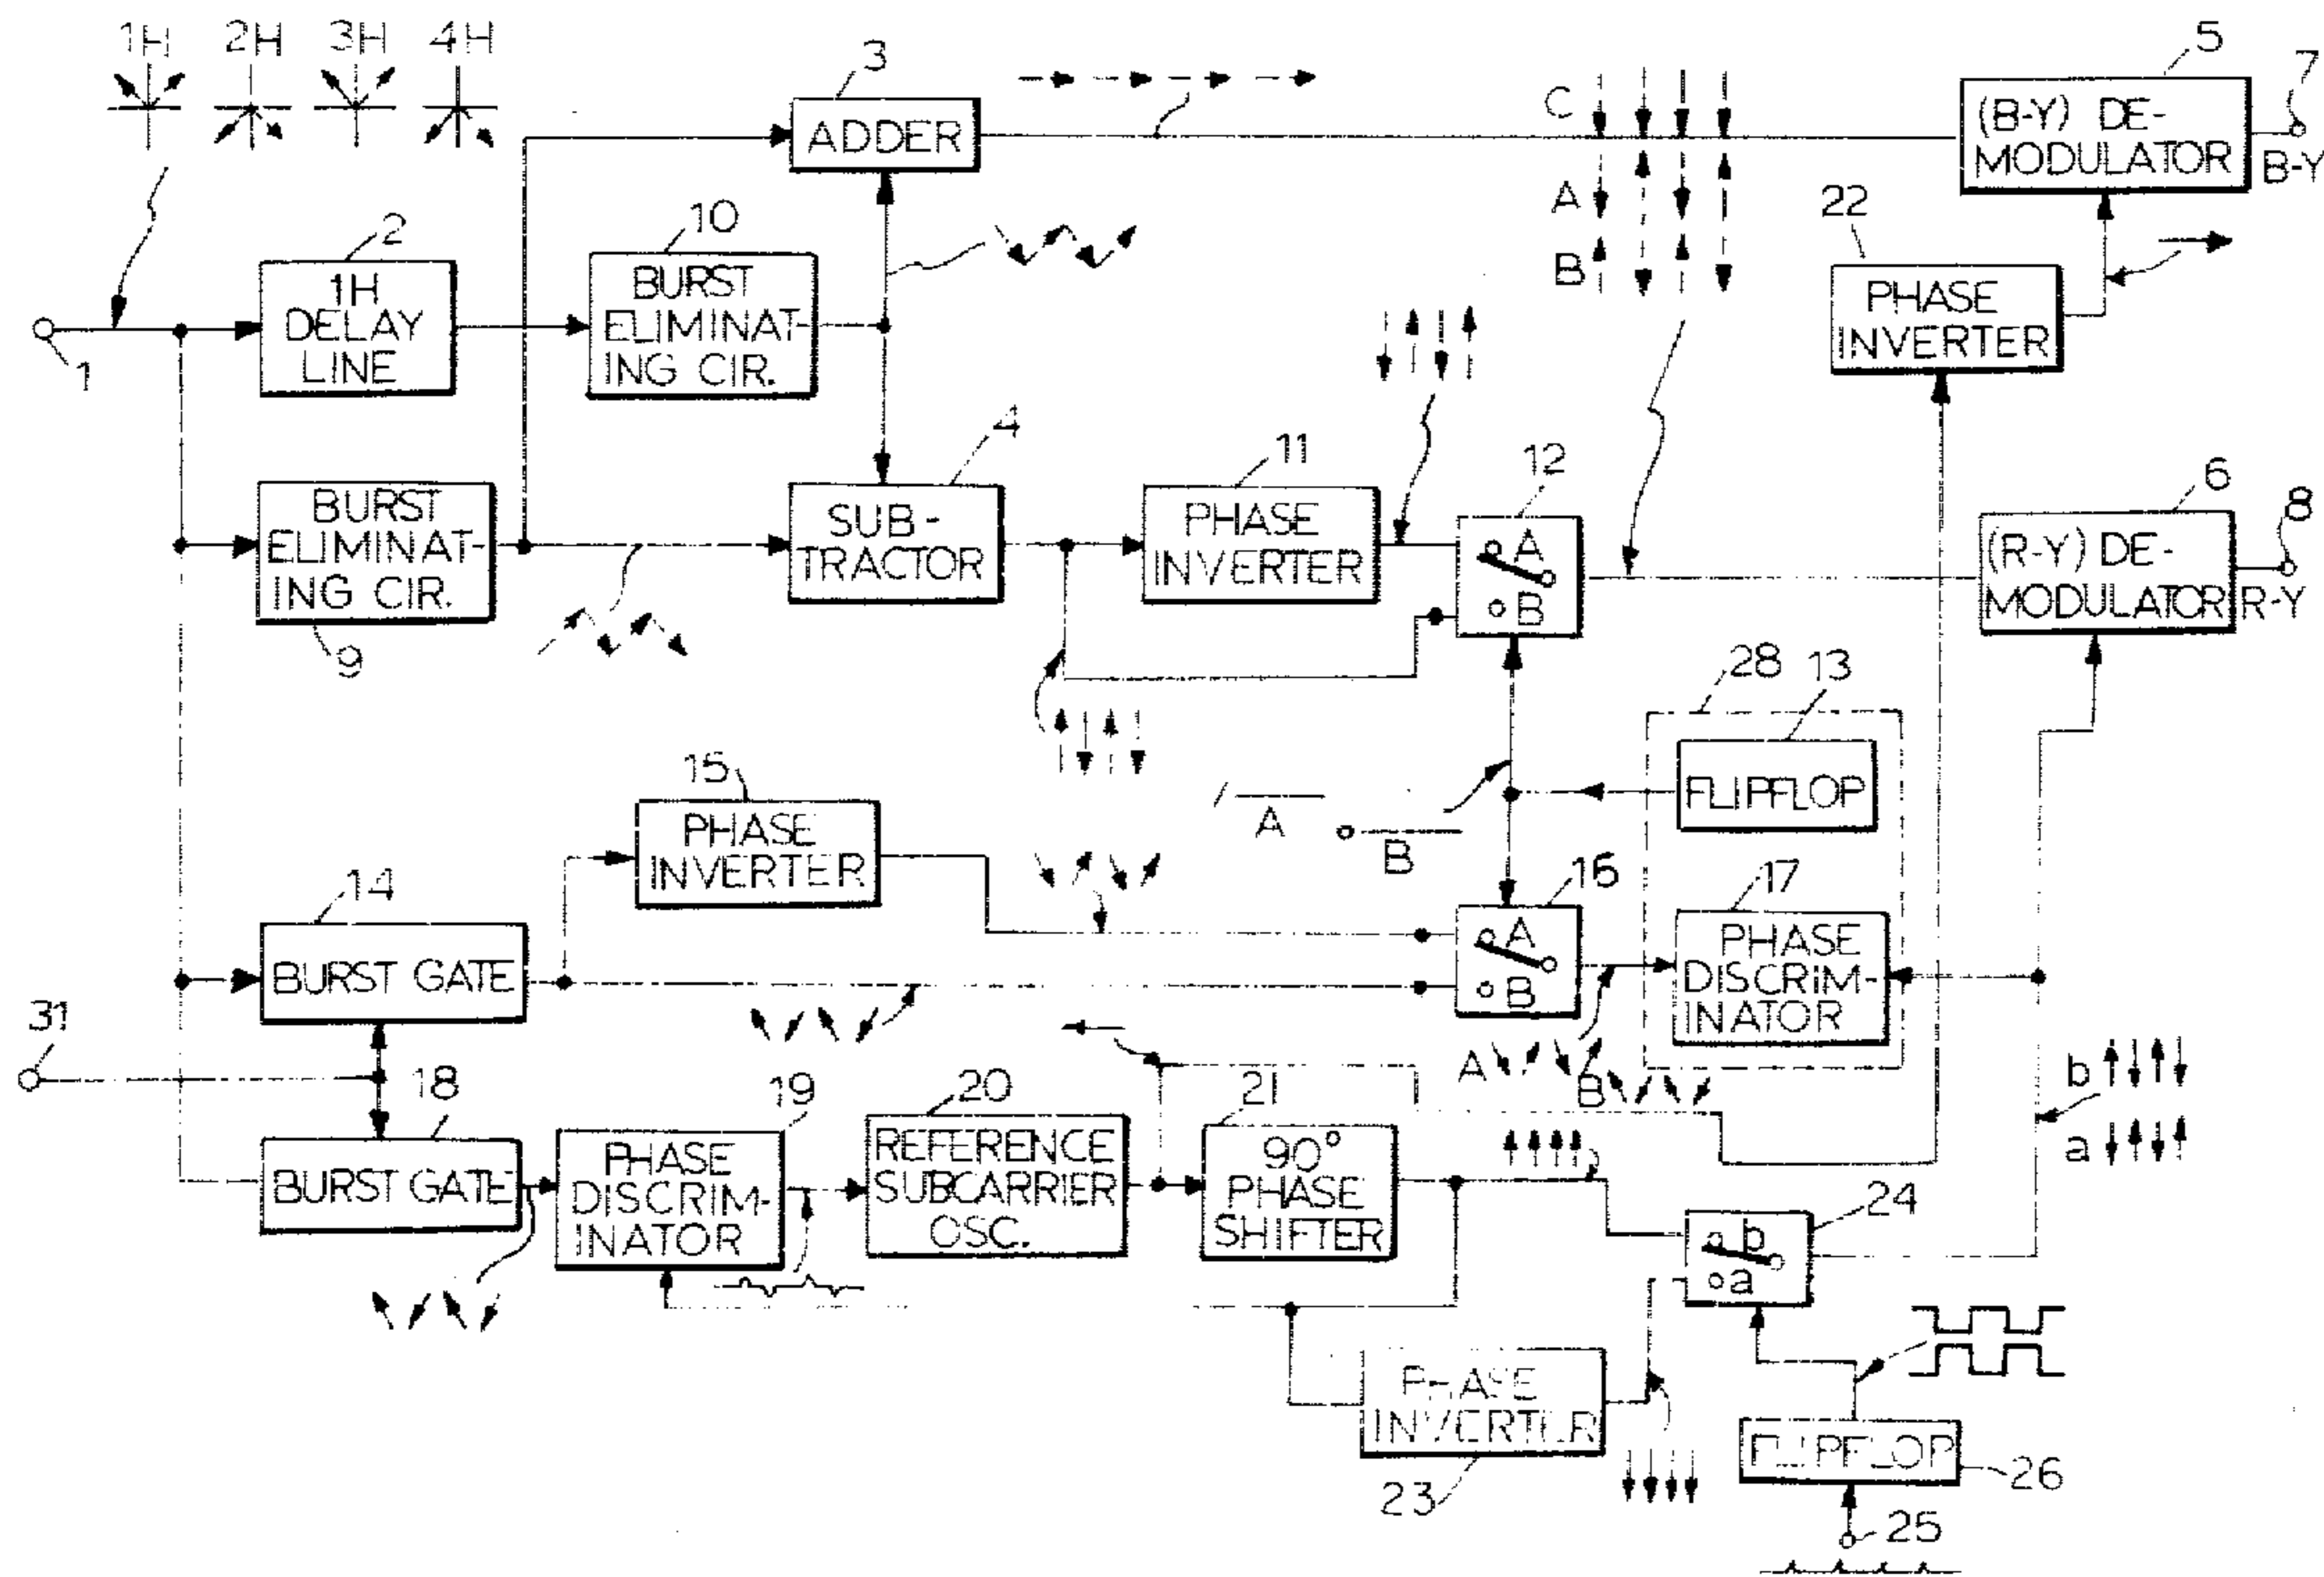 1H 2H 3H 4H
3
ADDER
C
A
B
5
(B-Y) DE-
MODULATOR
7
B-Y
22
PHASE
INVERTER
2
1H
DELAY
LINE
10
BURST
ELIMINAT-
ING CIR.
1
BURST
ELIMINAT-
ING CIR.
9
4
SUB-
TRACTOR
11
PHASE
INVERTER
12
A
B
6
(R-Y) DE-
MODULATOR
8
R-Y
28
13
FLIPFLOP
A
B
15
PHASE
INVERTER
14
BURST GATE
16
A
B
17
PHASE
DISCRIM-
INATOR
A
B
31
18
BURST GATE
19
PHASE
DISCRIM-
INATOR
20
REFERENCE
SUBCARRIER
OSC.
21
90°
PHASE
SHIFTER
b
a
24
b
a
PHASE
INVERTER
23
FLIPFLOP
26
25